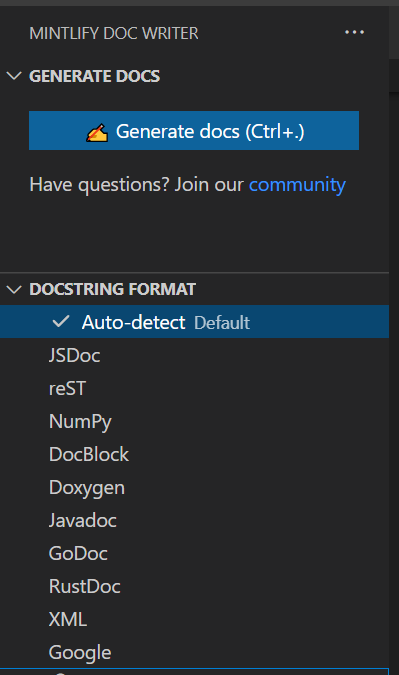 MINTLIFY DOC WRITER
GENERATE DOCS
Generate docs (Ctrl+.)
Have questions? Join our community
DOCSTRING FORMAT
Auto-detect Default
JSDoc
reST
NumPy
DocBlock
Doxygen
Javadoc
GoDoc
RustDoc
XML
Google